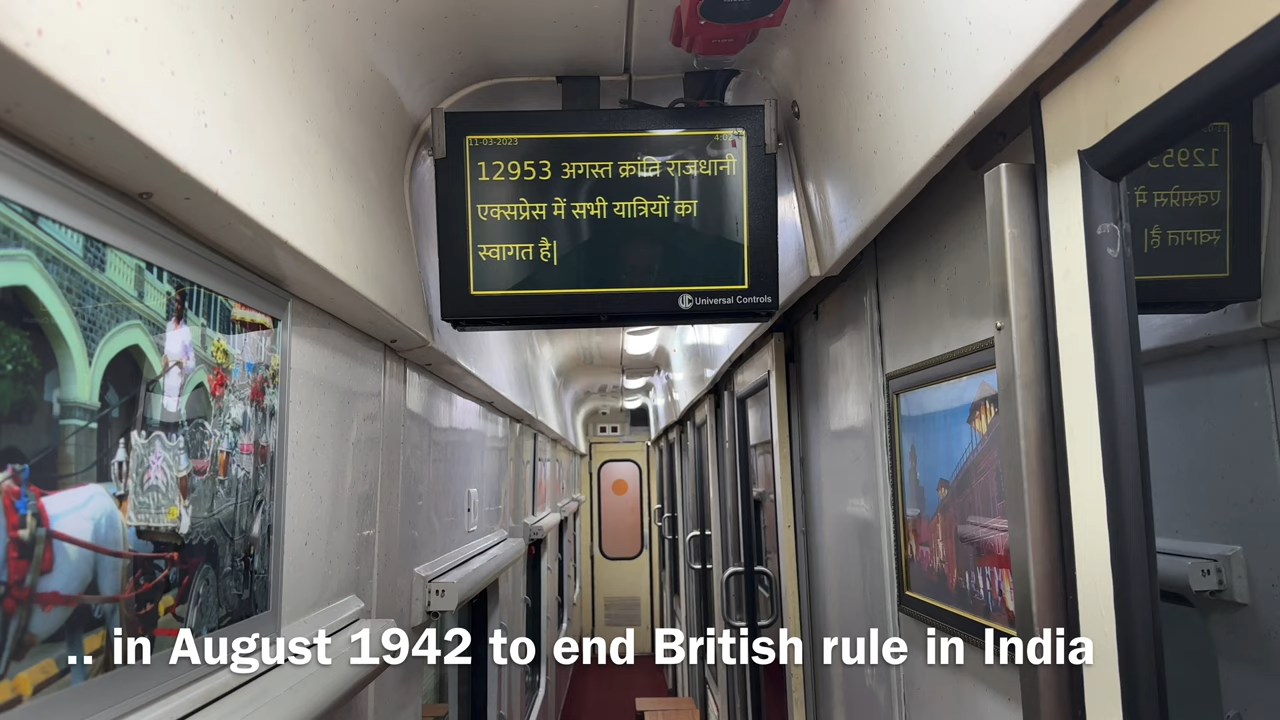 11-03-2023
12953 अगस्त क्रांति राजधानी
एक्सप्रेस में सभी यात्रियों का
स्वागत है|
Universal Controls
.. in August 1942 to end British rule in India